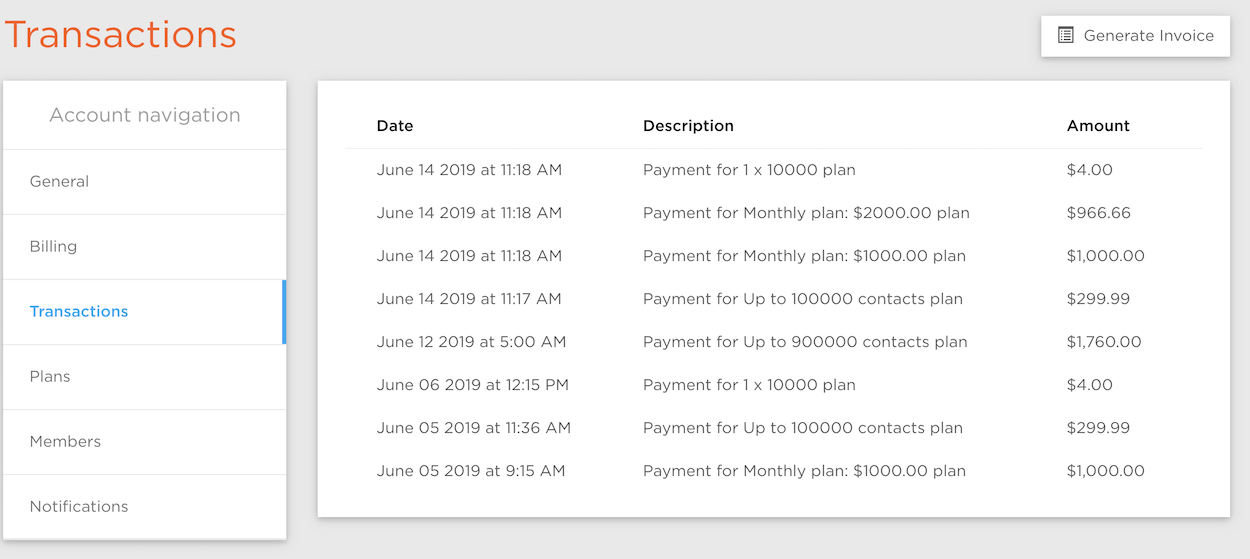 Transactions
Generate Invoice
Account navigation
General
Billing
Transactions
Plans
Members
Notifications
Date Description Amount
June 14 2019 at 11:18 AM Payment for 1 x 10000 plan $4.00
June 14 2019 at 11:18 AM Payment for Monthly plan: $2000.00 plan $966.66
June 14 2019 at 11:18 AM Payment for Monthly plan: $1000.00 plan $1,000.00
June 14 2019 at 11:17 AM Payment for Up to 100000 contacts plan $299.99
June 12 2019 at 5:00 AM Payment for Up to 900000 contacts plan $1,760.00
June 06 2019 at 12:15 PM Payment for 1 x 10000 plan $4.00
June 05 2019 at 11:36 AM Payment for Up to 100000 contacts plan $299.99
June 05 2019 at 9:15 AM Payment for Monthly plan: $1000.00 plan $1,000.00